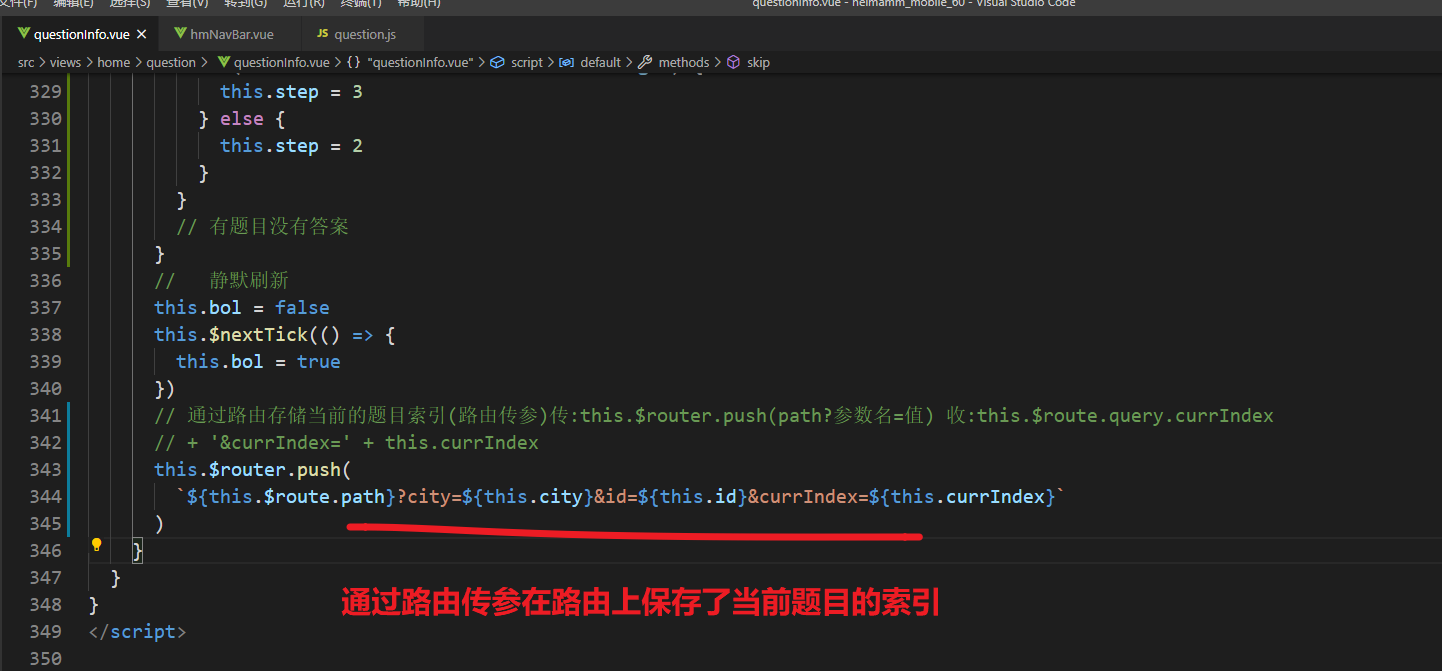 文件(F) 编辑(E) 选择(S) 查看(V) 转到(G) 运行(R) 终端(T) 帮助(H) questionInfo.vue - heimamm_mobile_60 - Visual Studio Code
questionInfo.vue hmNavBar.vue JS question.js
src > views > home > question > questionInfo.vue > {} "questionInfo.vue" > script > default > methods > skip
329 this.step = 3
330 } else {
331 this.step = 2
332 }
333 }
334 // 有题目没有答案
335 }
336 // 静默刷新
337 this.bol = false
338 this.$nextTick(() => {
339 this.bol = true
340 })
341 // 通过路由存储当前的题目索引(路由传参)传:this.$router.push(path?参数名=值) 收:this.$route.query.currIndex
342 // + '&currIndex=' + this.currIndex
343 this.$router.push(
344 `${this.$route.path}?city=${this.city}&id=${this.id}&currIndex=${this.currIndex}`
345 )
346 }
347 }
348 }
349 </script>
350
通过路由传参在路由上保存了当前题目的索引